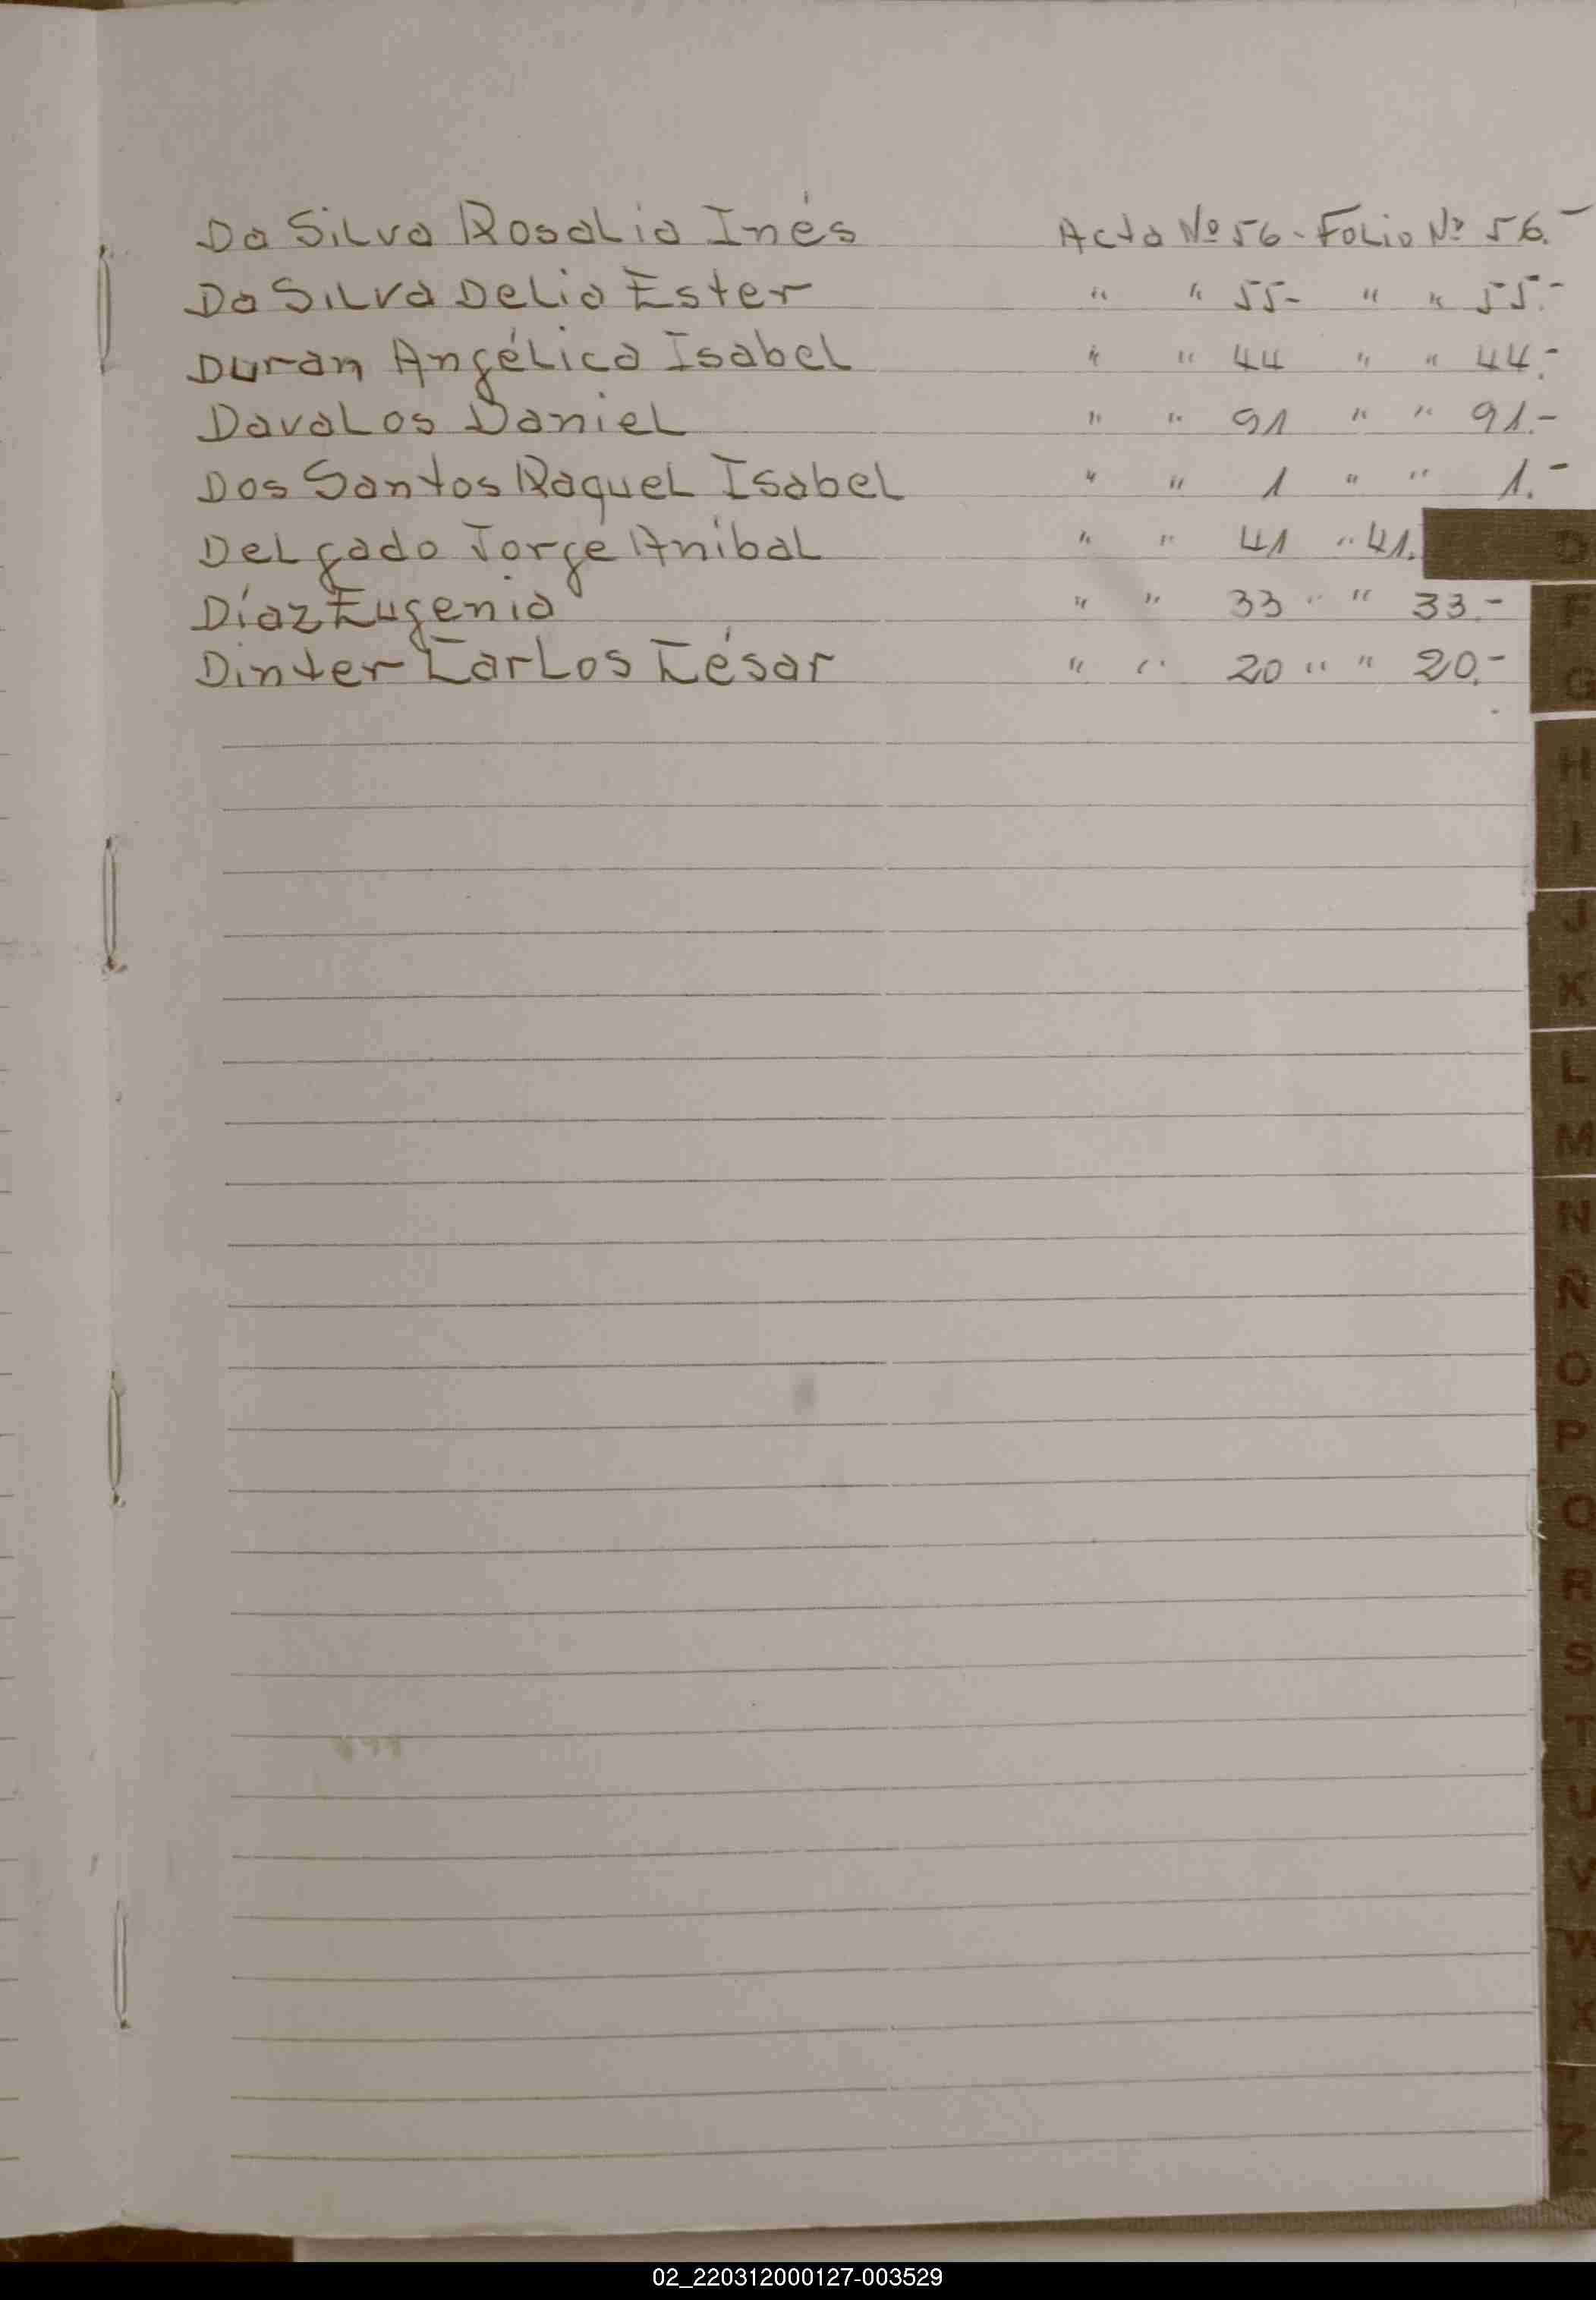 Da Silva Rosalia Inés Acta Nº 56 - Folio Nº 56.-
Da Silva Delia Ester " " 55- " " 55.-
Duran Angélica Isabel " " 44 " " 44.-
Davalos Daniel " " 91 " " 91.-
Dos Santos Raquel Isabel " " 1 " " 1.-
Delgado Jorge Anibal " " 41 " 41.
Díaz Eugenia " " 33 " " 33.-
Dinter Carlos César " " 20 " " 20.-
D
F
G
H
I
J
K
L
M
N
Ñ
O
P
Q
R
S
T
U
V
W
X
Z
02_220312000127-003529